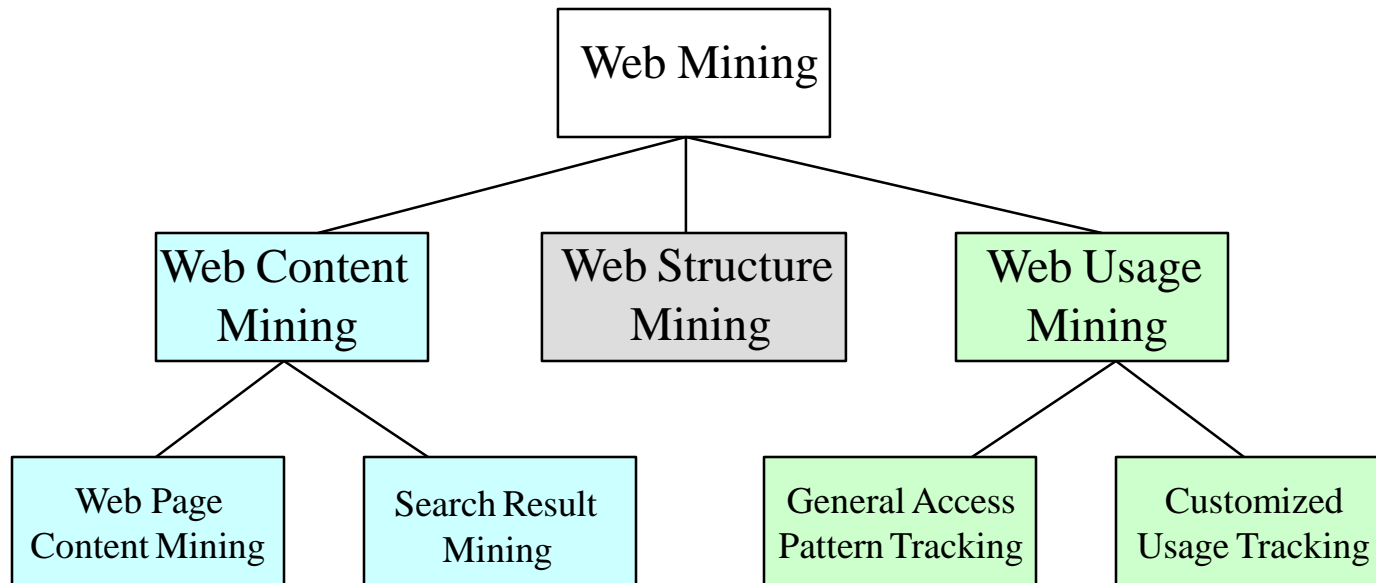 Web Mining
Web Content
Mining
Web Structure
Mining
Web Usage
Mining
Web Page
Content Mining
Search Result
Mining
General Access
Pattern Tracking
Customized
Usage Tracking